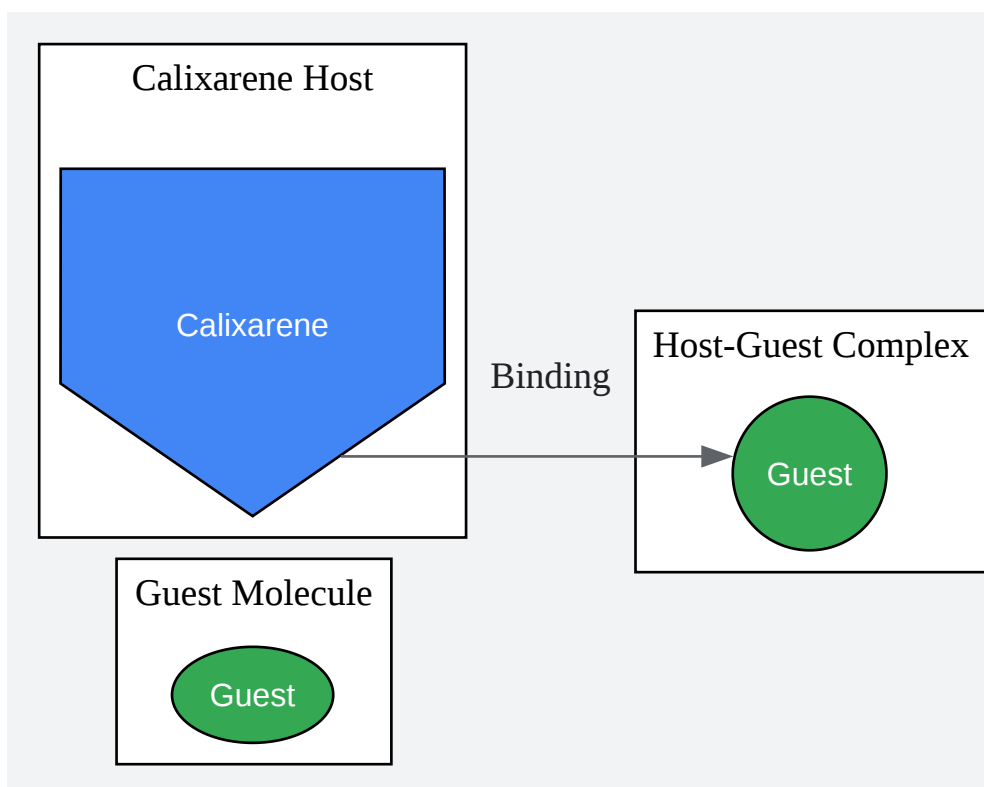 Calixarene Host
Calixarene
Binding
Host-Guest Complex
Guest
Guest Molecule
Guest